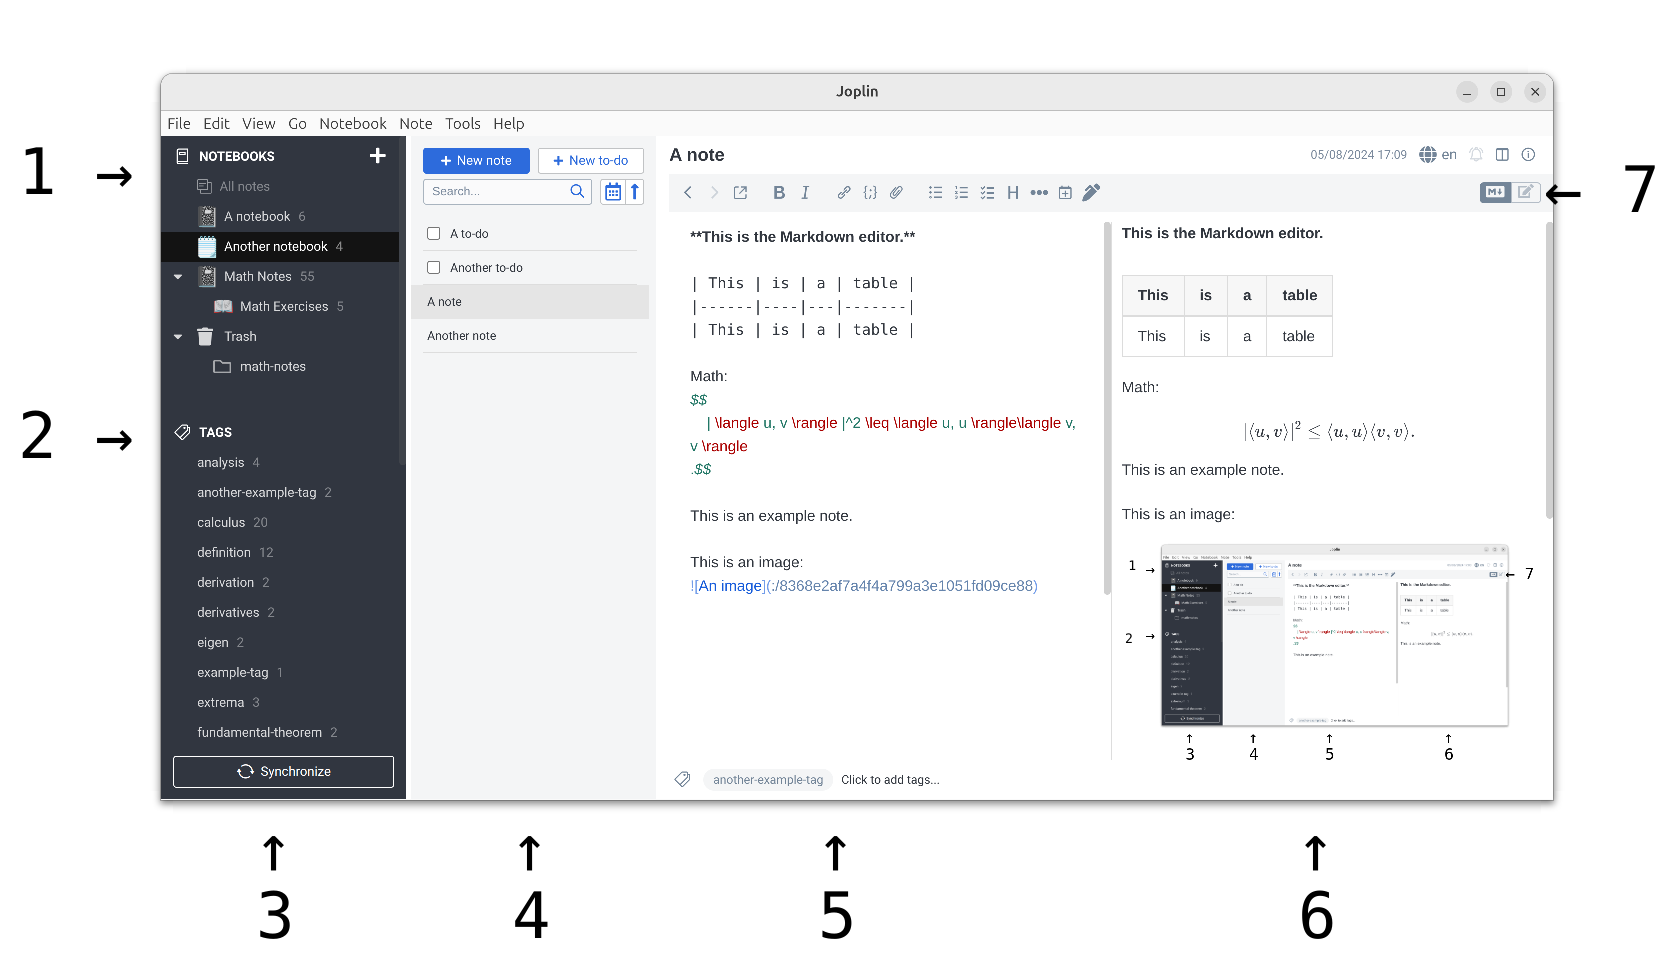 Joplin
File Edit View Go Notebook Note Tools Help
1 →
NOTEBOOKS
All notes
A notebook 6
Another notebook 4
Math Notes 55
Math Exercises 5
Trash
math-notes
2 →
TAGS
analysis 4
another-example-tag 2
calculus 20
definition 12
derivation 2
derivatives 2
eigen 2
example-tag 1
extrema 3
fundamental-theorem 2
Synchronize
+ New note
+ New to-do
Search...
A to-do
Another to-do
A note
Another note
A note
05/08/2024 17:09 en
B I H M↓
← 7
**This is the Markdown editor.**
| This | is | a | table |
|------|----|---|-------|
| This | is | a | table |
Math:
$$
| \langle u, v \rangle |^2 \leq \langle u, u \rangle\langle v,
v \rangle
.$$
This is an example note.
This is an image:
![An image](:/8368e2af7a4f4a799a3e1051fd09ce88)
another-example-tag Click to add tags...
This is the Markdown editor.
This is a table
This is a table
Math:
|⟨u, v⟩|² ≤ ⟨u, u⟩⟨v, v⟩.
This is an example note.
This is an image:
Joplin
1 →
2 →
← 7
↑ ↑ ↑ ↑
3 4 5 6
↑ ↑ ↑ ↑
3 4 5 6